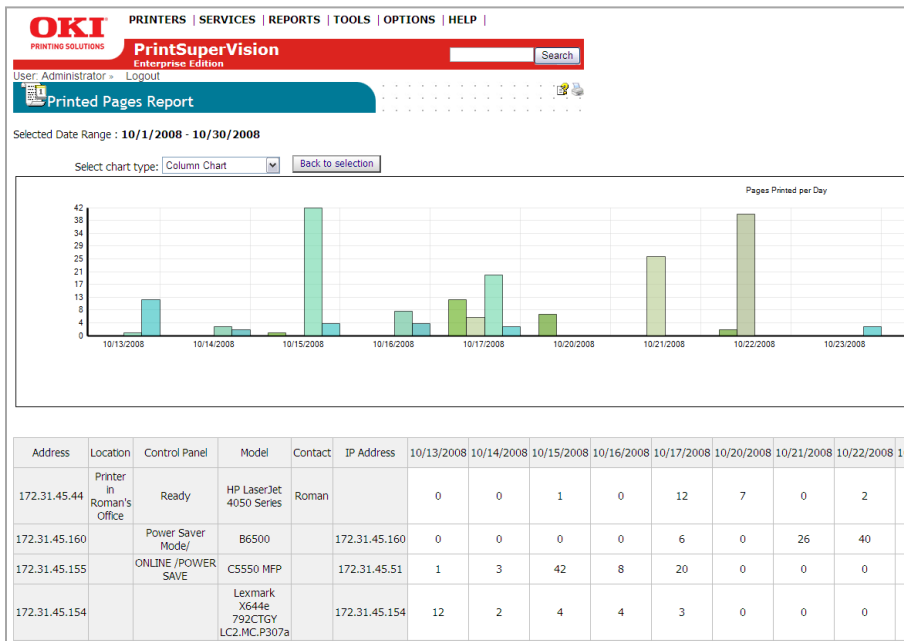 OKI
PRINTING SOLUTIONS
PRINTERS | SERVICES | REPORTS | TOOLS | OPTIONS | HELP |
PrintSuperVision
Enterprise Edition
Search
User: Administrator » Logout
Printed Pages Report
Selected Date Range : 10/1/2008 - 10/30/2008
Select chart type: Column Chart Back to selection
Pages Printed per Day
42
38
34
29
25
21
17
13
8
4
0
10/13/2008 10/14/2008 10/15/2008 10/16/2008 10/17/2008 10/20/2008 10/21/2008 10/22/2008 10/23/2008
Address Location Control Panel Model Contact IP Address 10/13/2008 10/14/2008 10/15/2008 10/16/2008 10/17/2008 10/20/2008 10/21/2008 10/22/2008 1
172.31.45.44 Printer in Roman's Office Ready HP LaserJet 4050 Series Roman 0 0 1 0 12 7 0 2
172.31.45.160 Power Saver Mode/ B6500 172.31.45.160 0 0 0 0 6 0 26 40
172.31.45.155 ONLINE /POWER SAVE C5550 MFP 172.31.45.51 1 3 42 8 20 0 0 0
172.31.45.154 Lexmark X644e 792CTGY LC2.MC.P307a 172.31.45.154 12 2 4 4 3 0 0 0